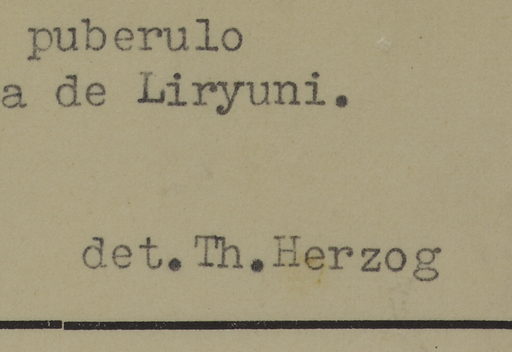 puberulo
a de Liryuni.
det.Th.Herzog